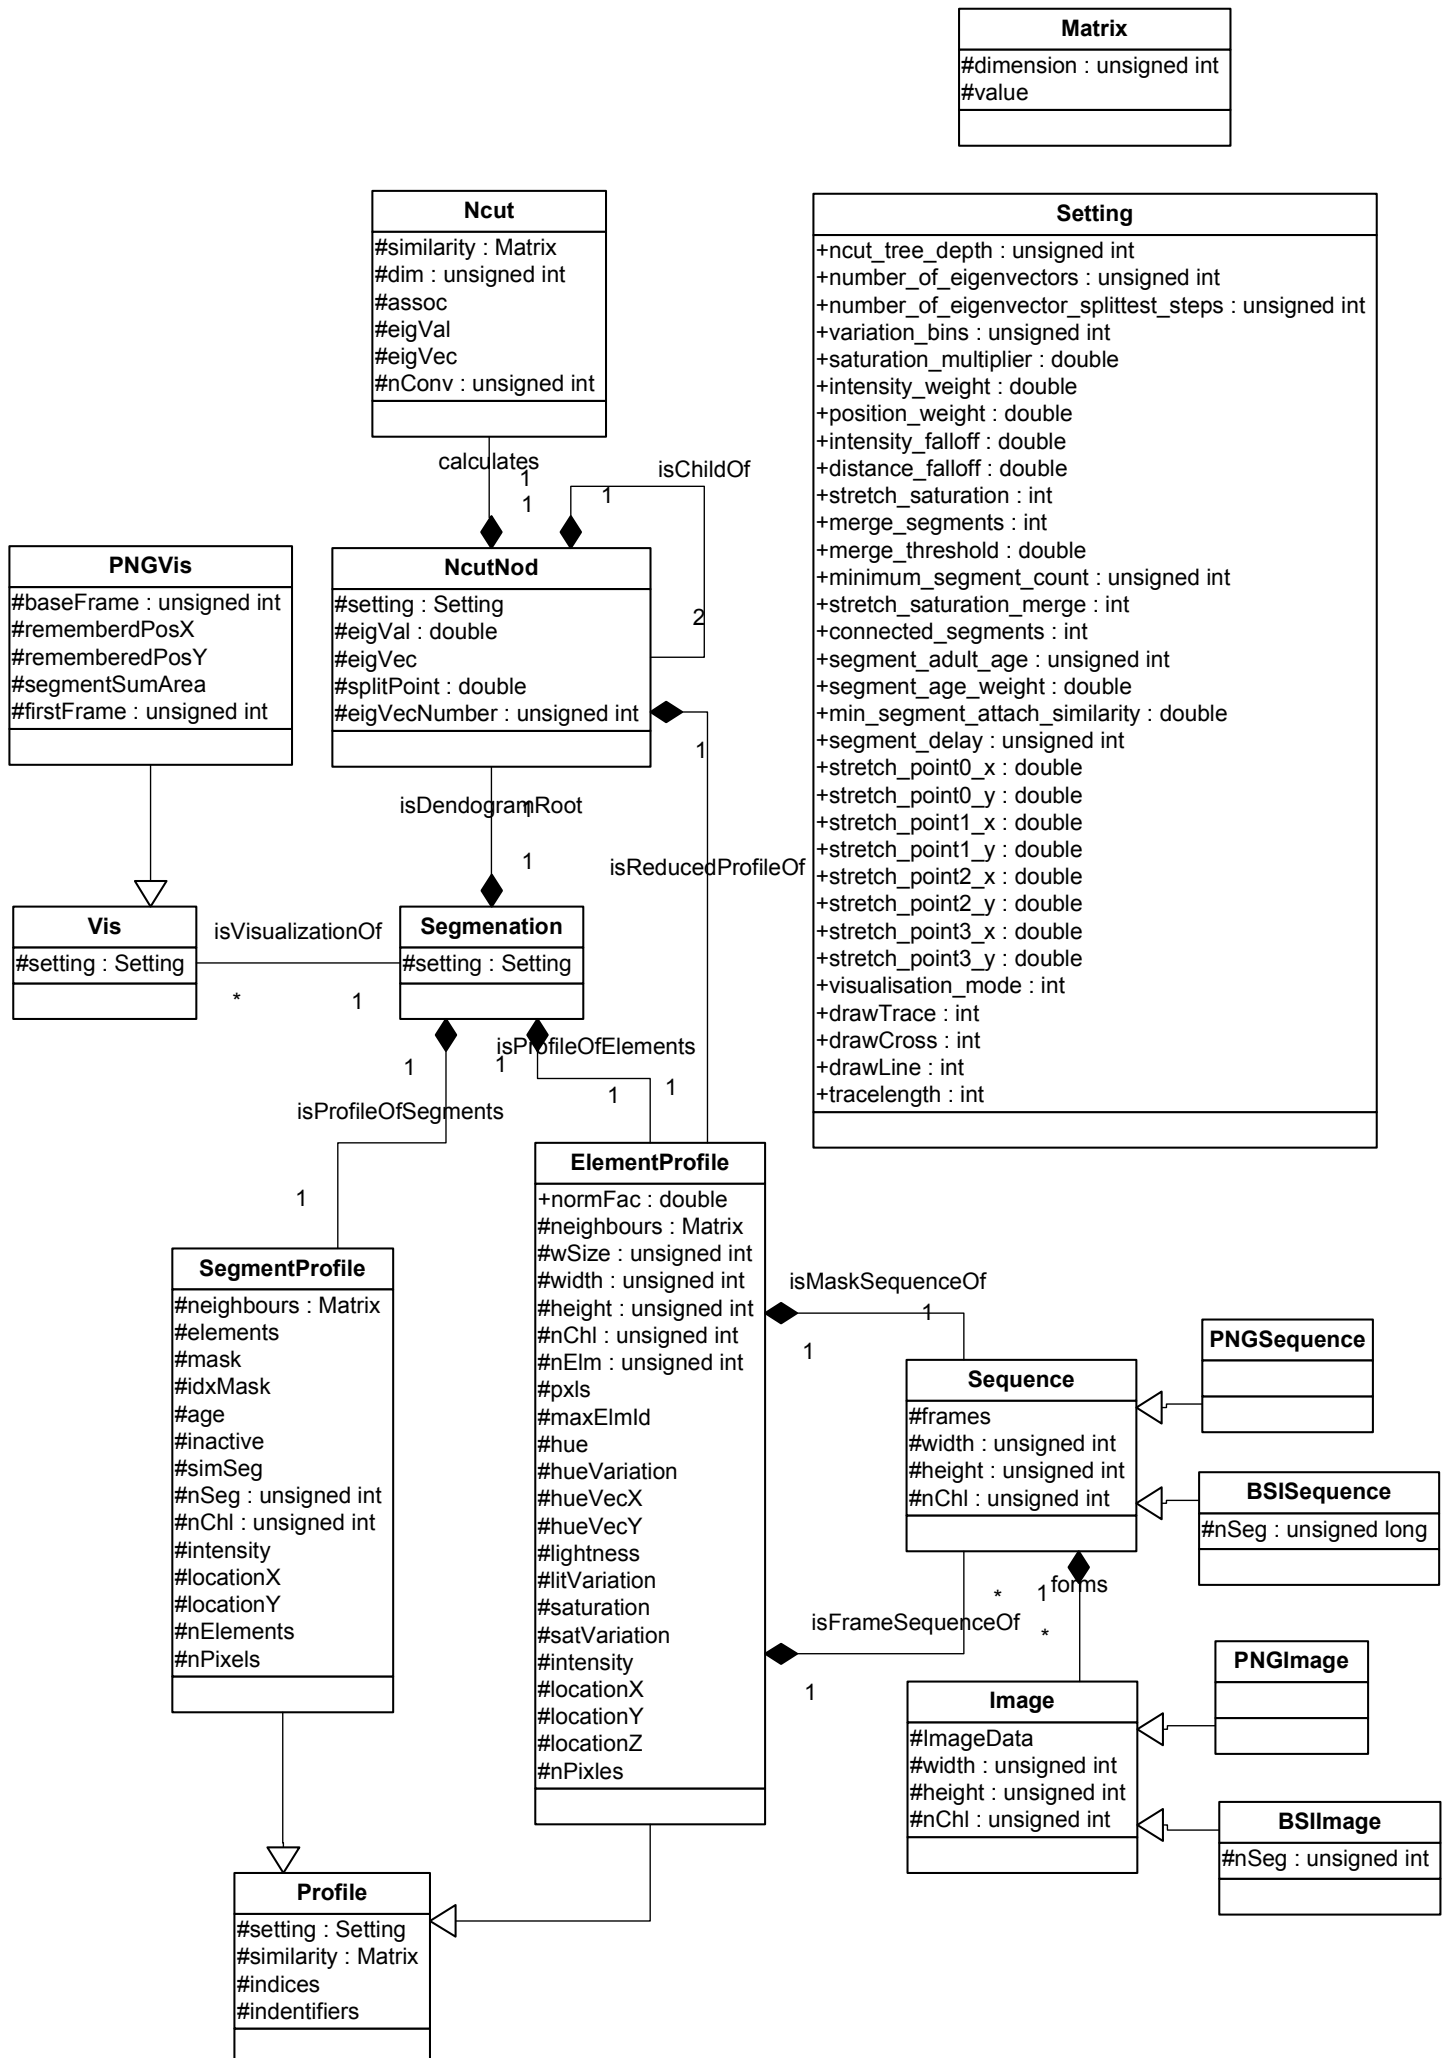 Matrix
#dimension : unsigned int
#value
Ncut
#similarity : Matrix
#dim : unsigned int
#assoc
#eigVal
#eigVec
#nConv : unsigned int
Setting
+ncut_tree_depth : unsigned int
+number_of_eigenvectors : unsigned int
+number_of_eigenvector_splittest_steps : unsigned int
+variation_bins : unsigned int
+saturation_multiplier : double
+intensity_weight : double
+position_weight : double
+intensity_falloff : double
+distance_falloff : double
+stretch_saturation : int
+merge_segments : int
+merge_threshold : double
+minimum_segment_count : unsigned int
+stretch_saturation_merge : int
+connected_segments : int
+segment_adult_age : unsigned int
+segment_age_weight : double
+min_segment_attach_similarity : double
+segment_delay : unsigned int
+stretch_point0_x : double
+stretch_point0_y : double
+stretch_point1_x : double
+stretch_point1_y : double
+stretch_point2_x : double
+stretch_point2_y : double
+stretch_point3_x : double
+stretch_point3_y : double
+visualisation_mode : int
+drawTrace : int
+drawCross : int
+drawLine : int
+tracelength : int
calculates
1
1
isChildOf
1
2
PNGVis
#baseFrame : unsigned int
#rememberdPosX
#rememberedPosY
#segmentSumArea
#firstFrame : unsigned int
NcutNod
#setting : Setting
#eigVal : double
#eigVec
#splitPoint : double
#eigVecNumber : unsigned int
1
isDendogramRoot
1
1
isReducedProfileOf
Vis
#setting : Setting
isVisualizationOf
*
1
Segmenation
#setting : Setting
isProfileOfElements
1
1
1
1
isProfileOfSegments
1
ElementProfile
+normFac : double
#neighbours : Matrix
#wSize : unsigned int
#width : unsigned int
#height : unsigned int
#nChl : unsigned int
#nElm : unsigned int
#pxls
#maxElmId
#hue
#hueVariation
#hueVecX
#hueVecY
#lightness
#litVariation
#saturation
#satVariation
#intensity
#locationX
#locationY
#locationZ
#nPixles
SegmentProfile
#neighbours : Matrix
#elements
#mask
#idxMask
#age
#inactive
#simSeg
#nSeg : unsigned int
#nChl : unsigned int
#intensity
#locationX
#locationY
#nElements
#nPixels
isMaskSequenceOf
1
1
Sequence
#frames
#width : unsigned int
#height : unsigned int
#nChl : unsigned int
PNGSequence
BSISequence
#nSeg : unsigned long
forms
*
1
*
isFrameSequenceOf
1
Image
#ImageData
#width : unsigned int
#height : unsigned int
#nChl : unsigned int
PNGImage
BSIImage
#nSeg : unsigned int
Profile
#setting : Setting
#similarity : Matrix
#indices
#indentifiers